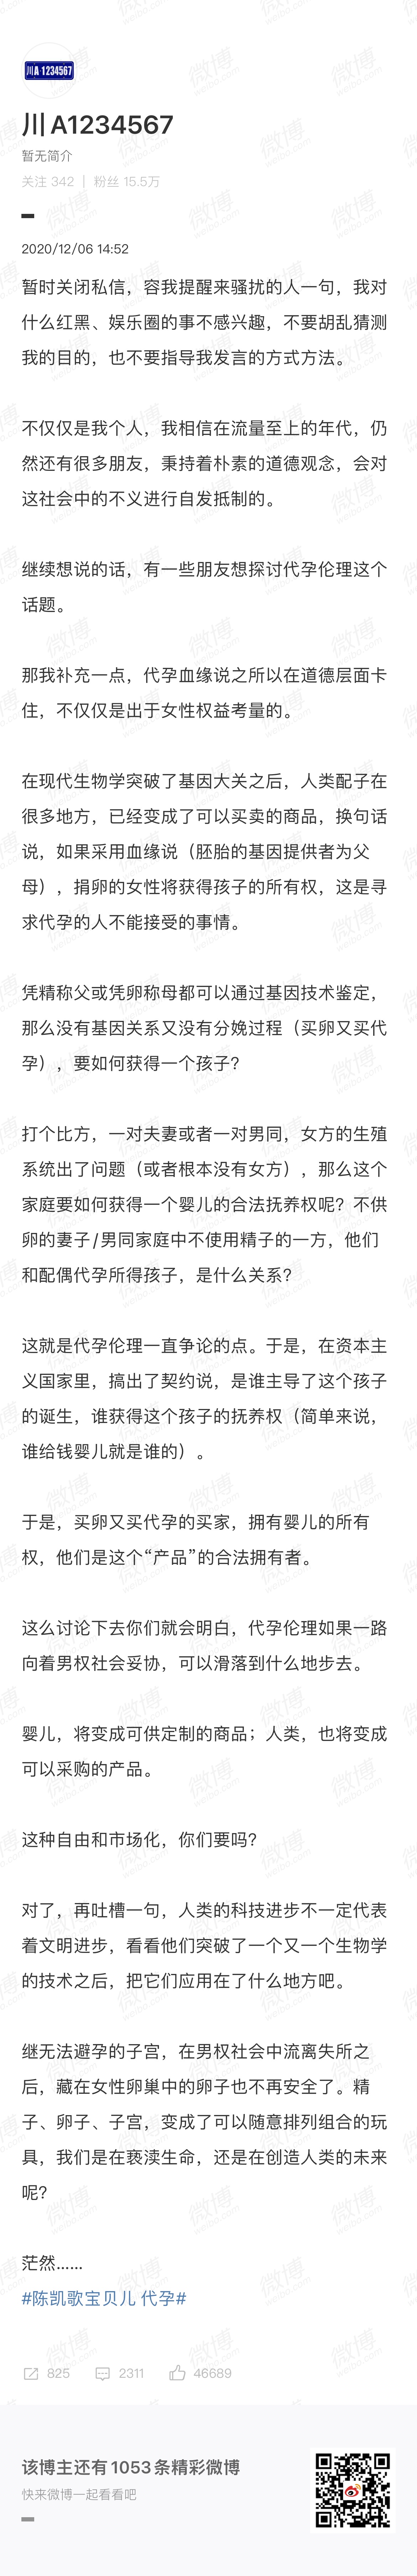 川A 1234567
川 A1234567
暂无简介
关注 342 | 粉丝 15.5万
2020/12/06 14:52
暂时关闭私信，容我提醒来骚扰的人一句，我对
什么红黑、娱乐圈的事不感兴趣，不要胡乱猜测
我的目的，也不要指导我发言的方式方法。
不仅仅是我个人，我相信在流量至上的年代，仍
然还有很多朋友，秉持着朴素的道德观念，会对
这社会中的不义进行自发抵制的。
继续想说的话，有一些朋友想探讨代孕伦理这个
话题。
那我补充一点，代孕血缘说之所以在道德层面卡
住，不仅仅是出于女性权益考量的。
在现代生物学突破了基因大关之后，人类配子在
很多地方，已经变成了可以买卖的商品，换句话
说，如果采用血缘说（胚胎的基因提供者为父
母），捐卵的女性将获得孩子的所有权，这是寻
求代孕的人不能接受的事情。
凭精称父或凭卵称母都可以通过基因技术鉴定，
那么没有基因关系又没有分娩过程（买卵又买代
孕），要如何获得一个孩子？
打个比方，一对夫妻或者一对男同，女方的生殖
系统出了问题（或者根本没有女方），那么这个
家庭要如何获得一个婴儿的合法抚养权呢？不供
卵的妻子/男同家庭中不使用精子的一方，他们
和配偶代孕所得孩子，是什么关系？
这就是代孕伦理一直争论的点。于是，在资本主
义国家里，搞出了契约说，是谁主导了这个孩子
的诞生，谁获得这个孩子的抚养权（简单来说，
谁给钱婴儿就是谁的）。
于是，买卵又买代孕的买家，拥有婴儿的所有
权，他们是这个“产品”的合法拥有者。
这么讨论下去你们就会明白，代孕伦理如果一路
向着男权社会妥协，可以滑落到什么地步去。
婴儿，将变成可供定制的商品；人类，也将变成
可以采购的产品。
这种自由和市场化，你们要吗？
对了，再吐槽一句，人类的科技进步不一定代表
着文明进步，看看他们突破了一个又一个生物学
的技术之后，把它们应用在了什么地方吧。
继无法避孕的子宫，在男权社会中流离失所之
后，藏在女性卵巢中的卵子也不再安全了。精
子、卵子、子宫，变成了可以随意排列组合的玩
具，我们是在亵渎生命，还是在创造人类的未来
呢？
茫然……
#陈凯歌宝贝儿 代孕#
825 2311 46689
该博主还有 1053 条精彩微博
快来微博一起看看吧
微博
weibo.com